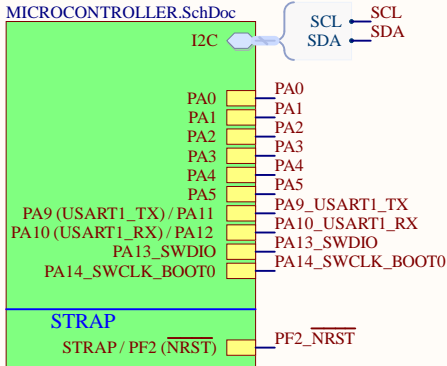 MICROCONTROLLER.SchDoc
SCL SCL
I2C SDA SDA
PA0 PA0
PA1 PA1
PA2 PA2
PA3 PA3
PA4 PA4
PA5 PA5
PA9 (USART1_TX) / PA11 PA9_USART1_TX
PA10 (USART1_RX) / PA12 PA10_USART1_RX
PA13_SWDIO PA13_SWDIO
PA14_SWCLK_BOOT0 PA14_SWCLK_BOOT0
STRAP
STRAP / PF2 (NRST) PF2_NRST